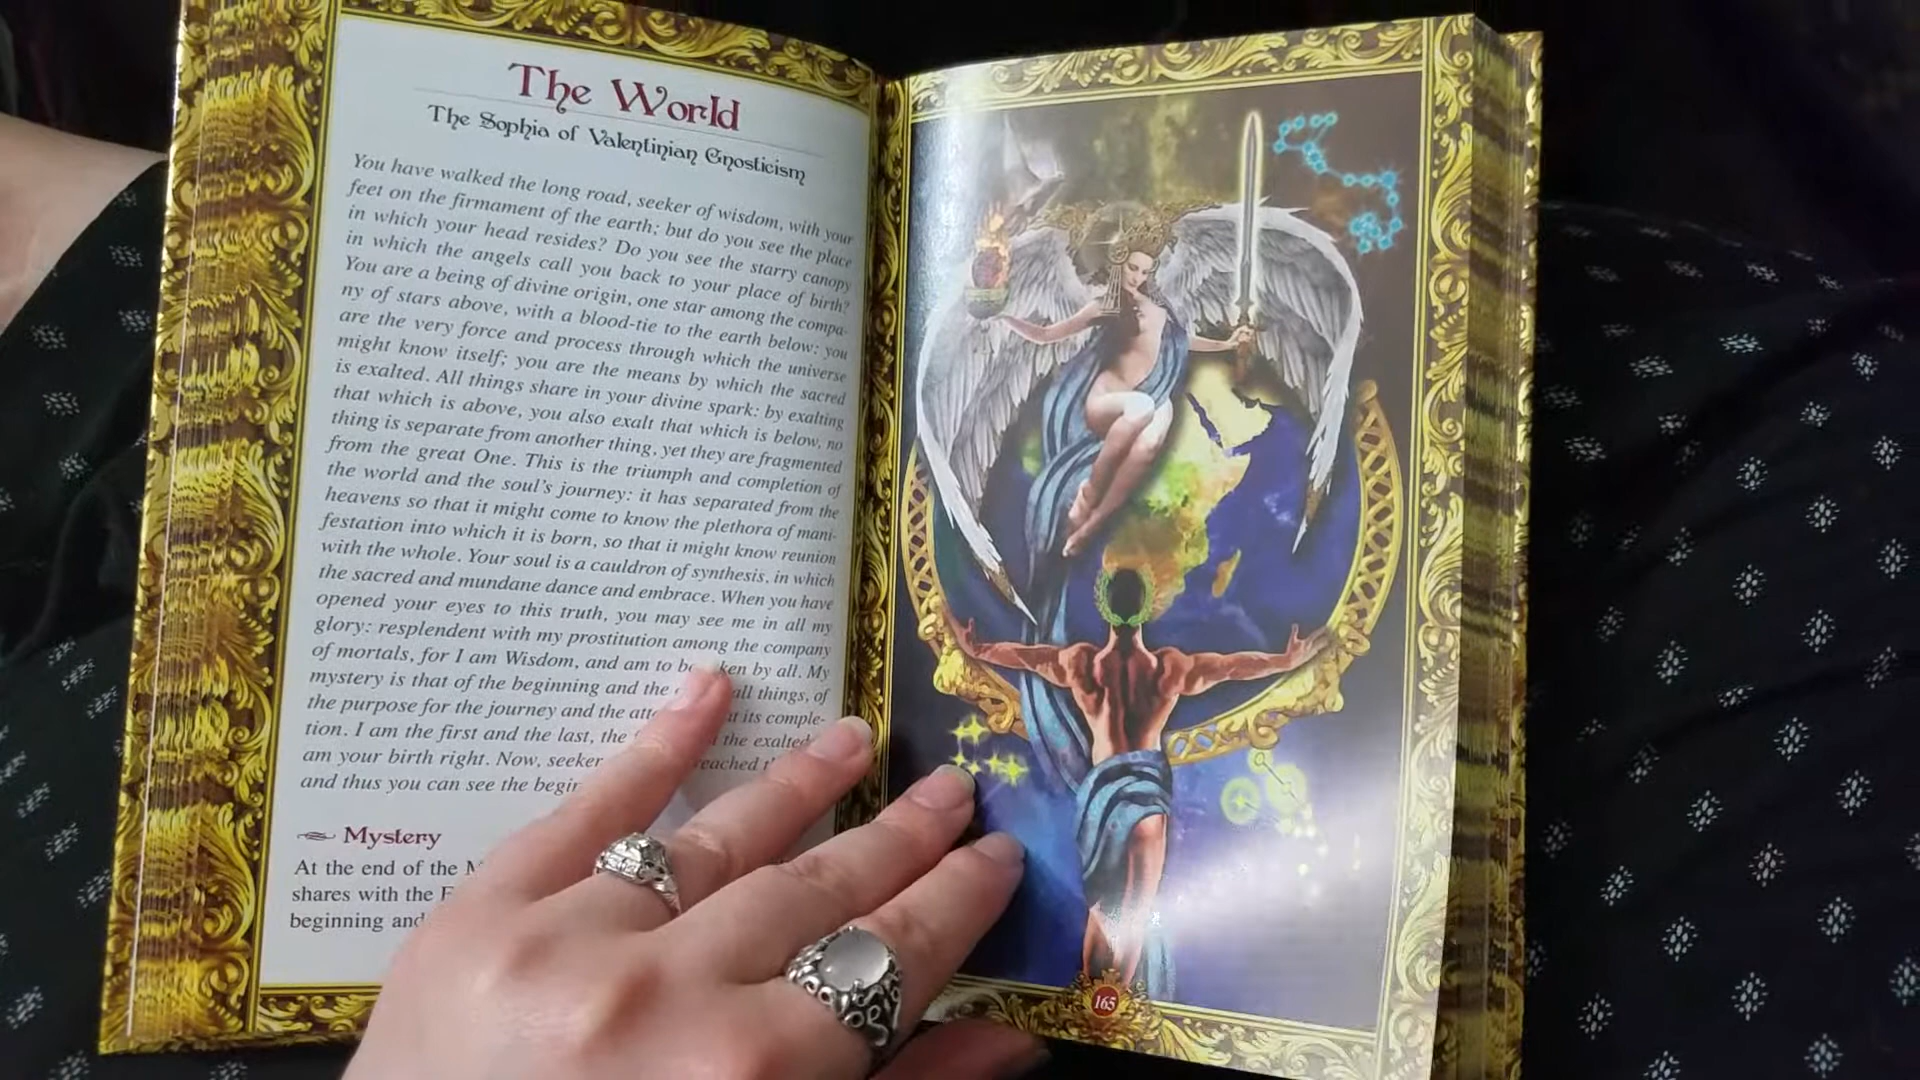 The World
The Sophia of Valentinian Gnosticism
You have walked the long road, seeker of wisdom, with your
feet on the firmament of the earth; but do you see the place
in which your head resides? Do you see the starry canopy
in which the angels call you back to your place of birth?
You are a being of divine origin, one star among the compa-
ny of stars above, with a blood-tie to the earth below; you
are the very force and process through which the universe
might know itself; you are the means by which the sacred
is exalted. All things share in your divine spark: by exalting
that which is above, you also exalt that which is below, no
thing is separate from another thing, yet they are fragmented
from the great One. This is the triumph and completion of
the world and the soul's journey: it has separated from the
heavens so that it might come to know the plethora of mani-
festation into which it is born, so that it might know reunion
with the whole. Your soul is a cauldron of synthesis, in which
the sacred and mundane dance and embrace. When you have
opened your eyes to this truth, you may see me in all my
glory: resplendent with my prostitution among the company
of mortals, for I am Wisdom, and am to be ken by all. My
mystery is that of the beginning and the all things, of
the purpose for the journey and the at its comple-
tion. I am the first and the last, the the exalted.
am your birth right. Now, seeker reached
and thus you can see the
Mystery
At the end of the
shares with the
beginning and
165